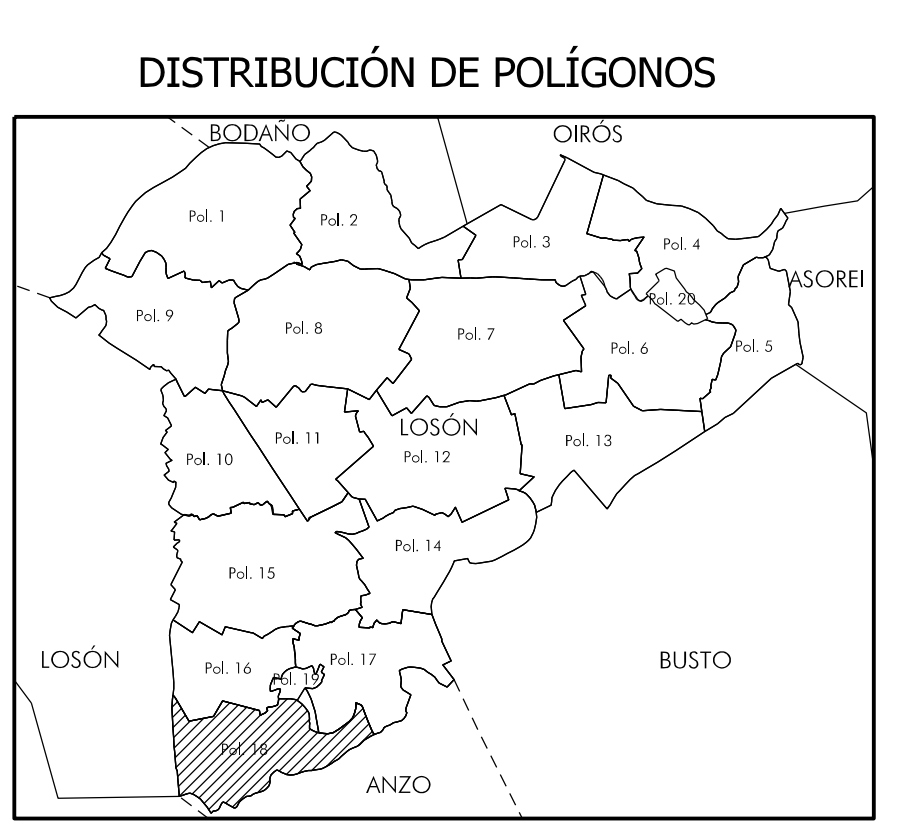 DISTRIBUCIÓN DE POLÍGONOS
BODAÑO
OIRÓS
Pol. 1
Pol. 2
Pol. 3
Pol. 4
ASOREI
Pol. 20
Pol. 9
Pol. 8
Pol. 7
Pol. 6
Pol. 5
LOSÓN
Pol. 11
Pol. 13
Pol. 10
Pol. 12
Pol. 14
Pol. 15
LOSÓN
Pol. 16
Pol. 17
BUSTO
Pol. 19
Pol. 18
ANZO